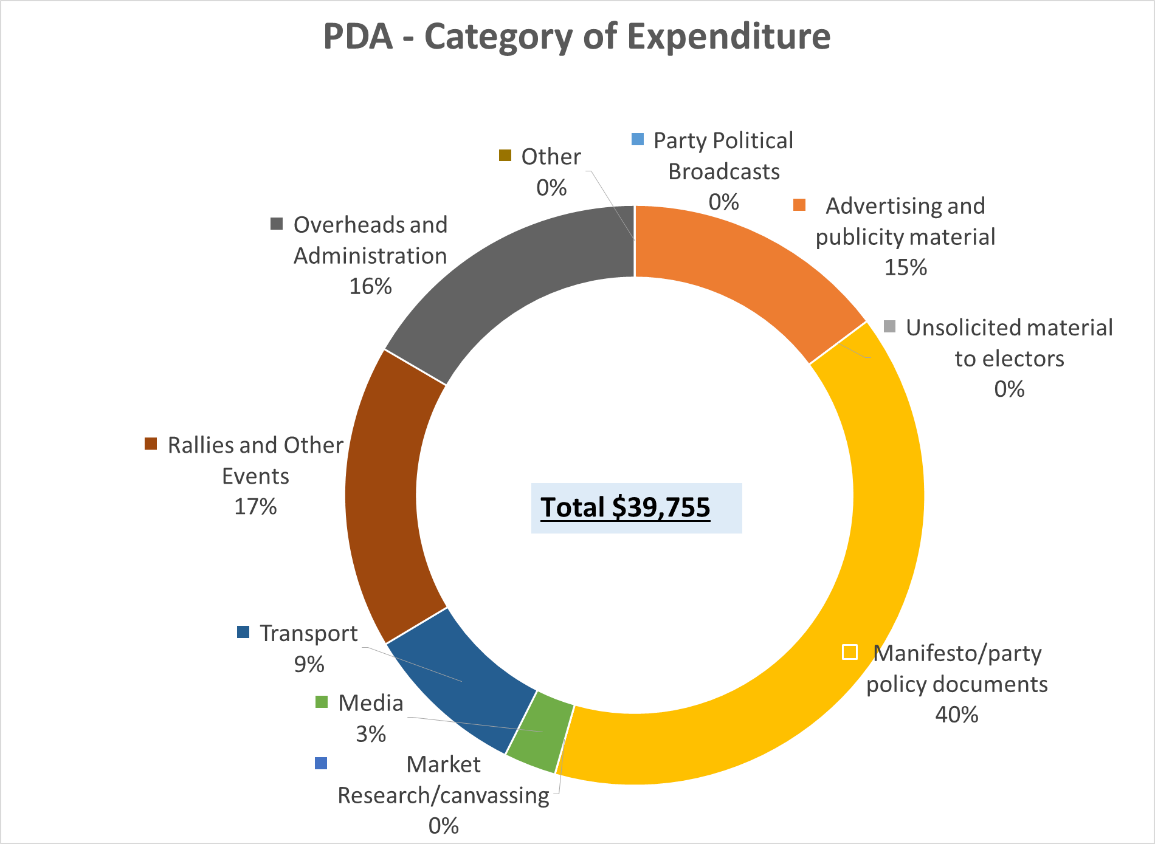 PDA - Category of Expenditure
Other
0%
Party Political
Broadcasts
0%
Advertising and
publicity material
15%
Unsolicited material
to electors
0%
Manifesto/party
policy documents
40%
Market
Research/canvassing
0%
Media
3%
Transport
9%
Rallies and Other
Events
17%
Overheads and
Administration
16%
Total $39,755